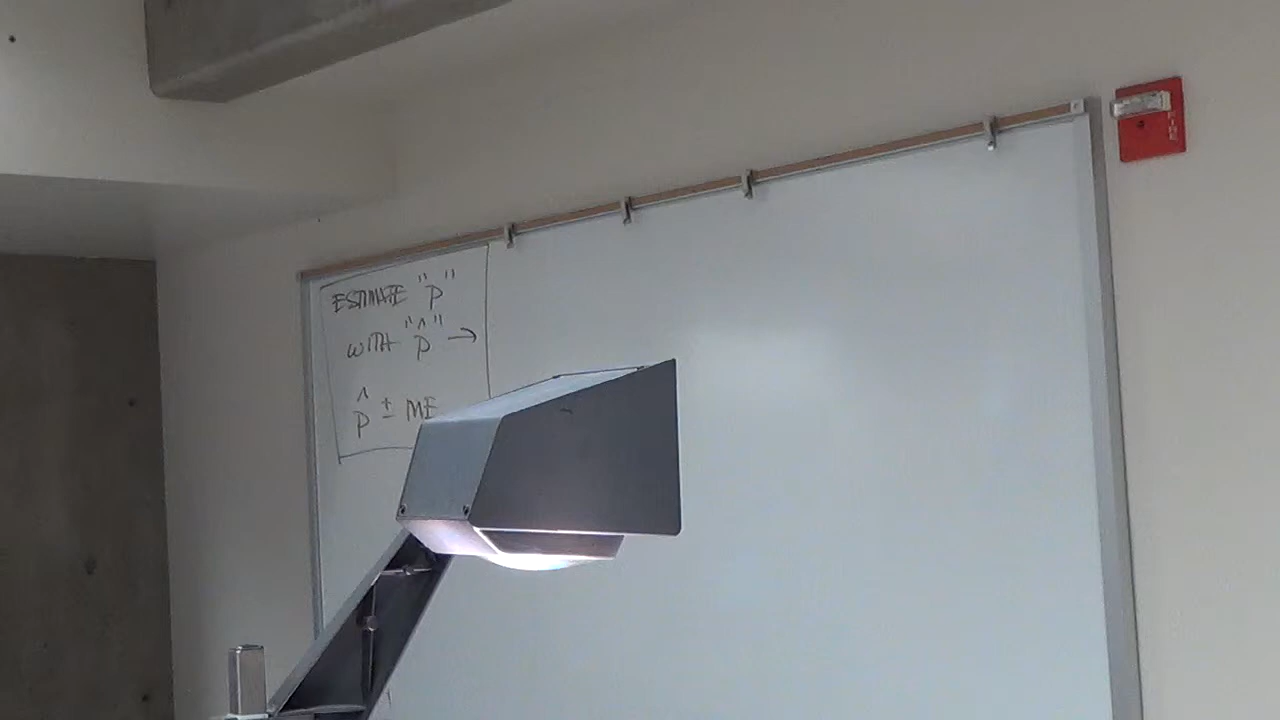 ESTIMATE "p"
WITH "p̂" →
p̂ ± ME